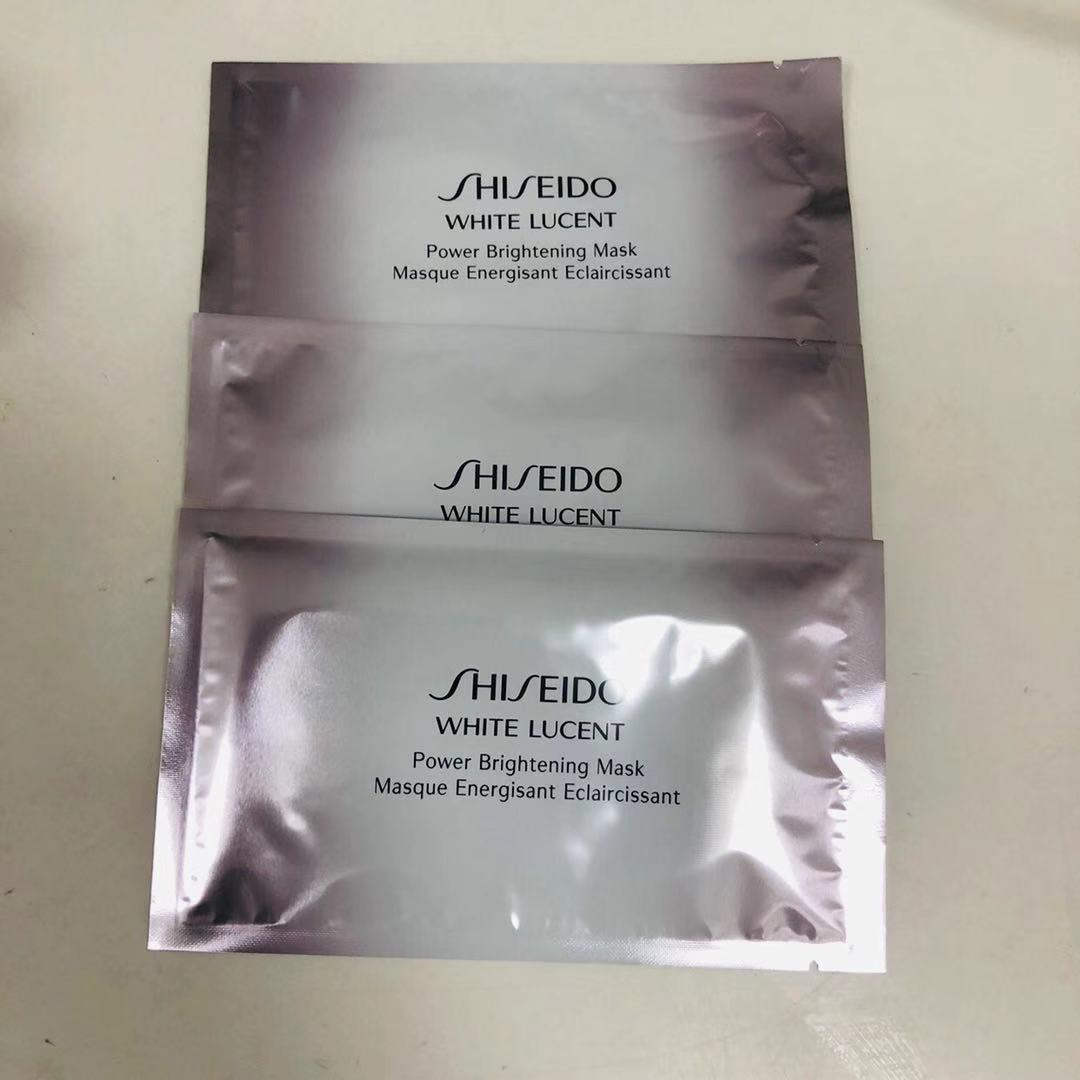 SHISEIDO
WHITE LUCENT
Power Brightening Mask
Masque Energisant Eclaircissant
SHISEIDO
WHITE LUCENT
SHISEIDO
WHITE LUCENT
Power Brightening Mask
Masque Energisant Eclaircissant